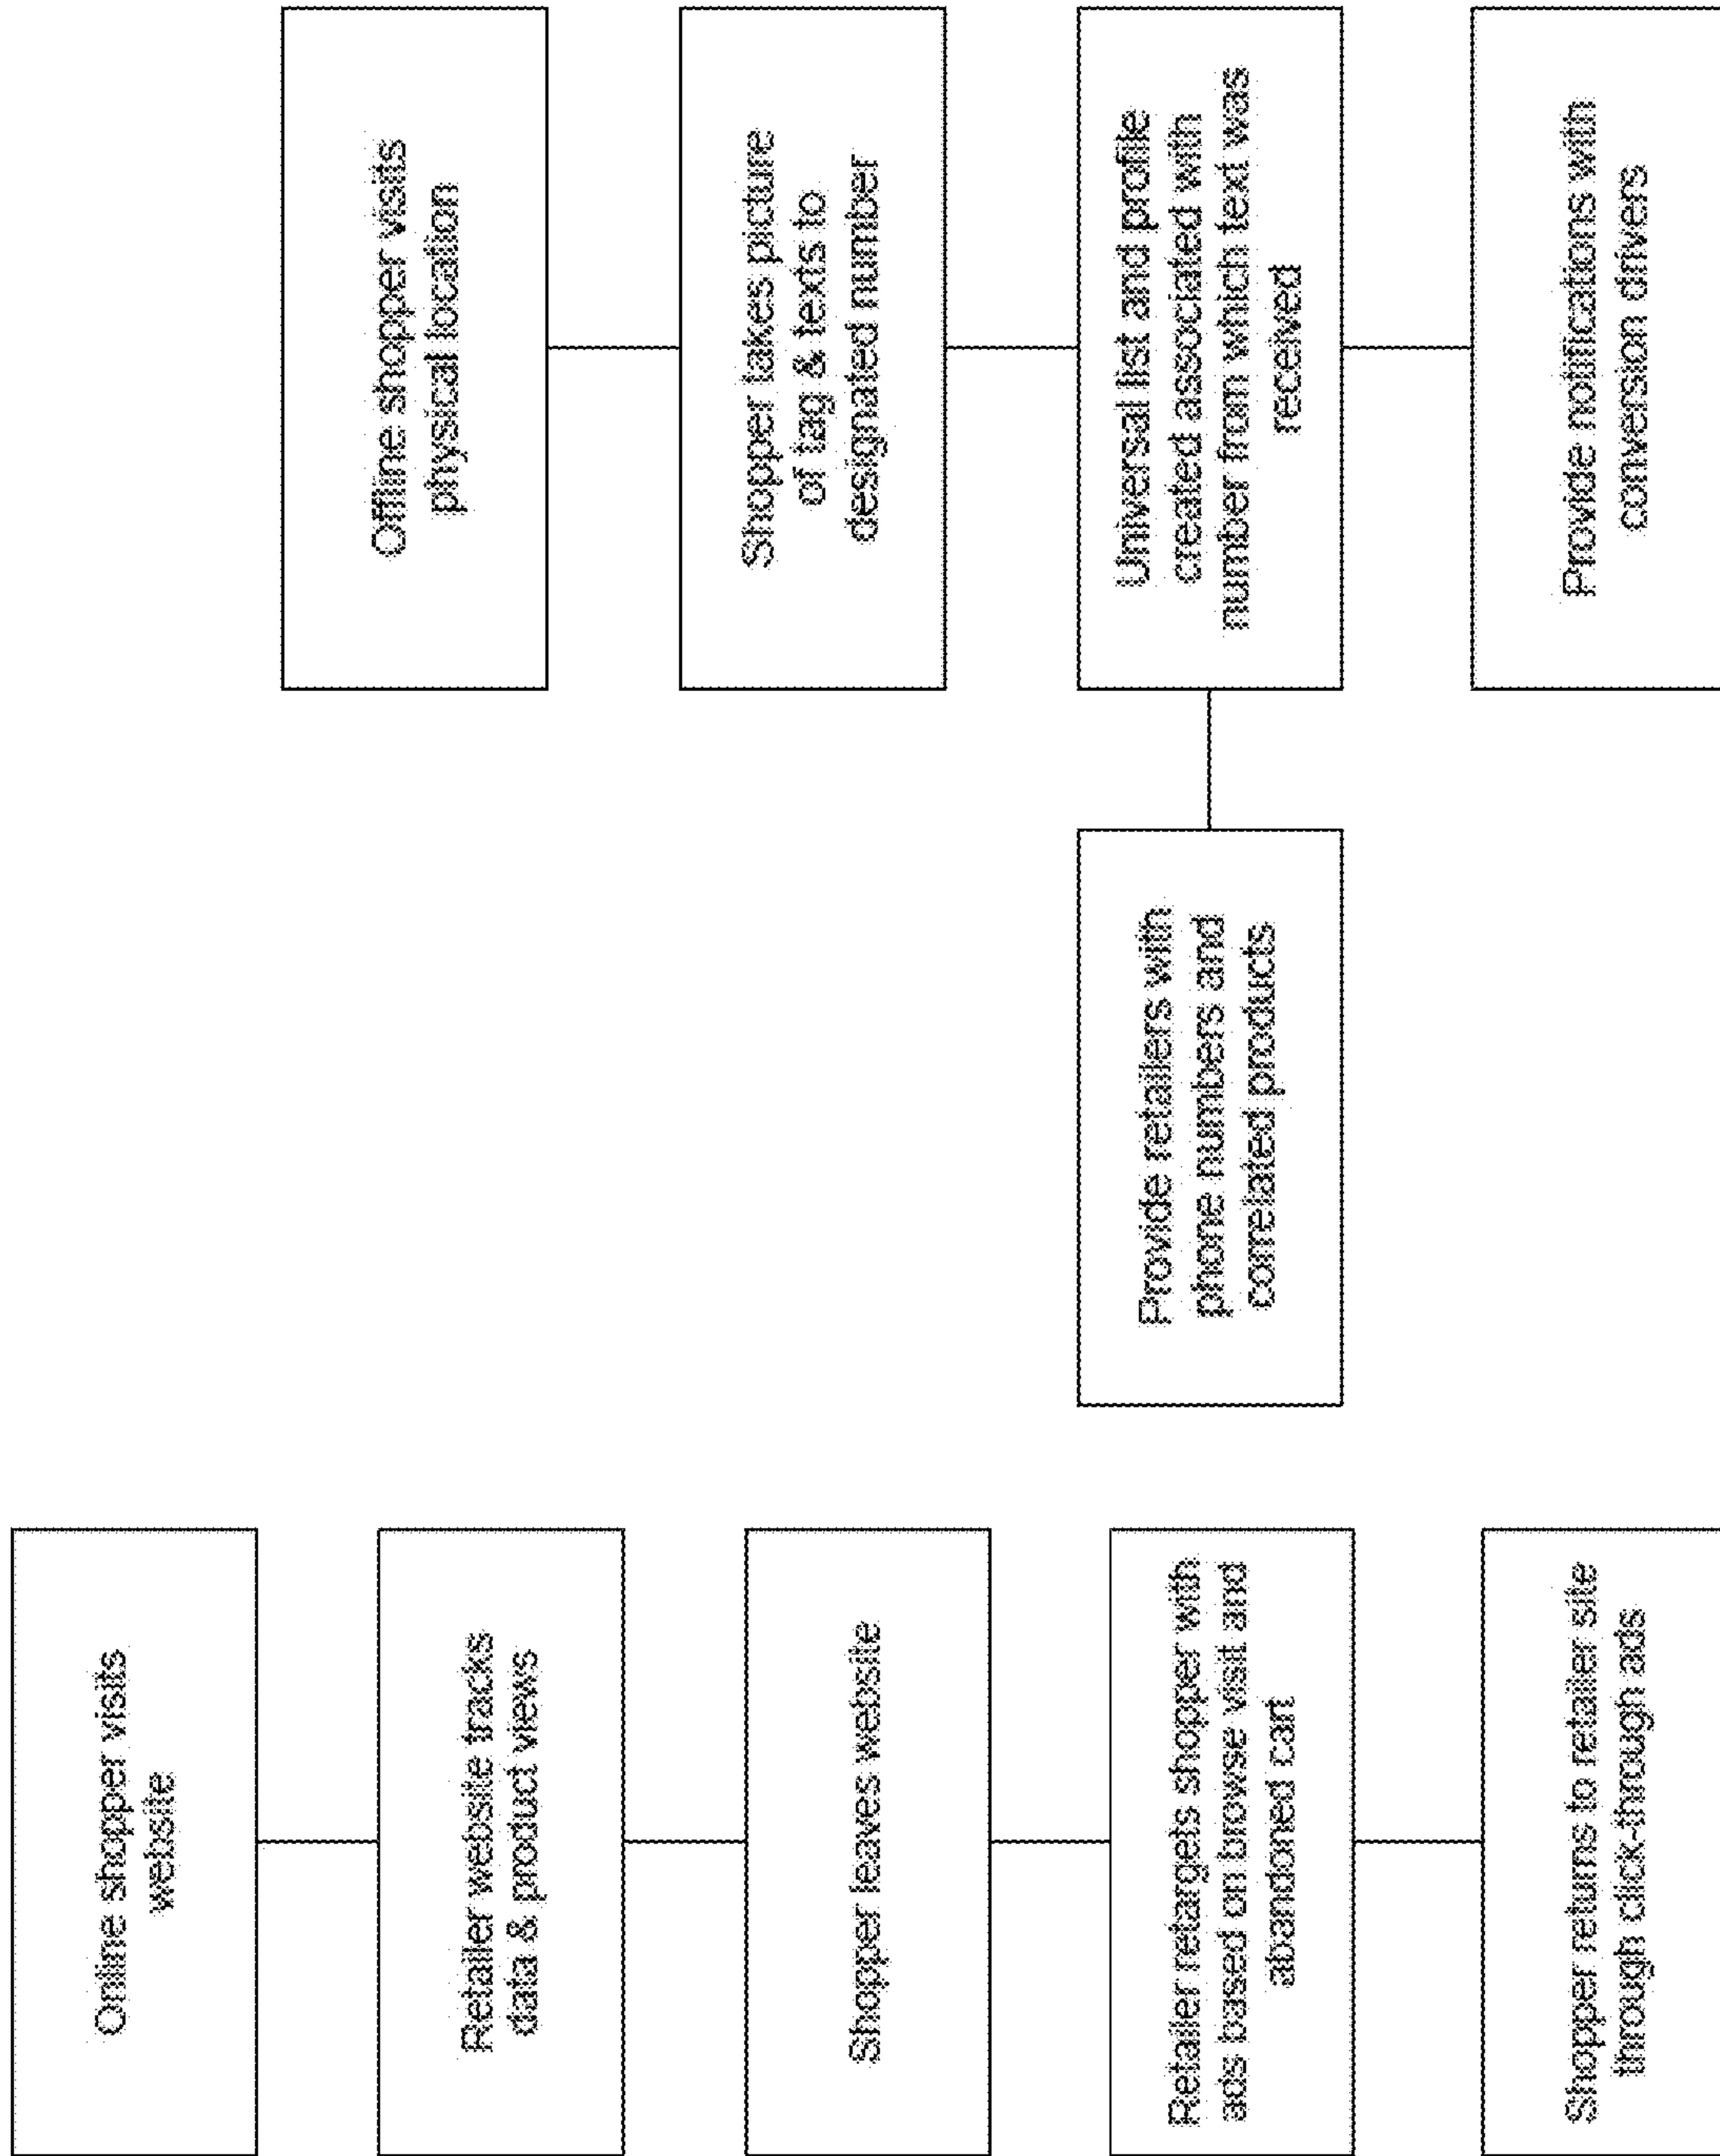 Online shopper visits
website
Retailer website tracks
data & product views
Shopper leaves website
Retailer retargets shopper with
ads based on browse visit and
abandoned cart
Shopper returns to retailer site
through click-through ads
Offline shopper visits
physical location
Shopper takes picture
of tag & texts to
designated number
Universal list and profile
created associated with
number from which text was
received
Provide retailers with
phone numbers and
correlated products
Provide notifications with
conversion drivers